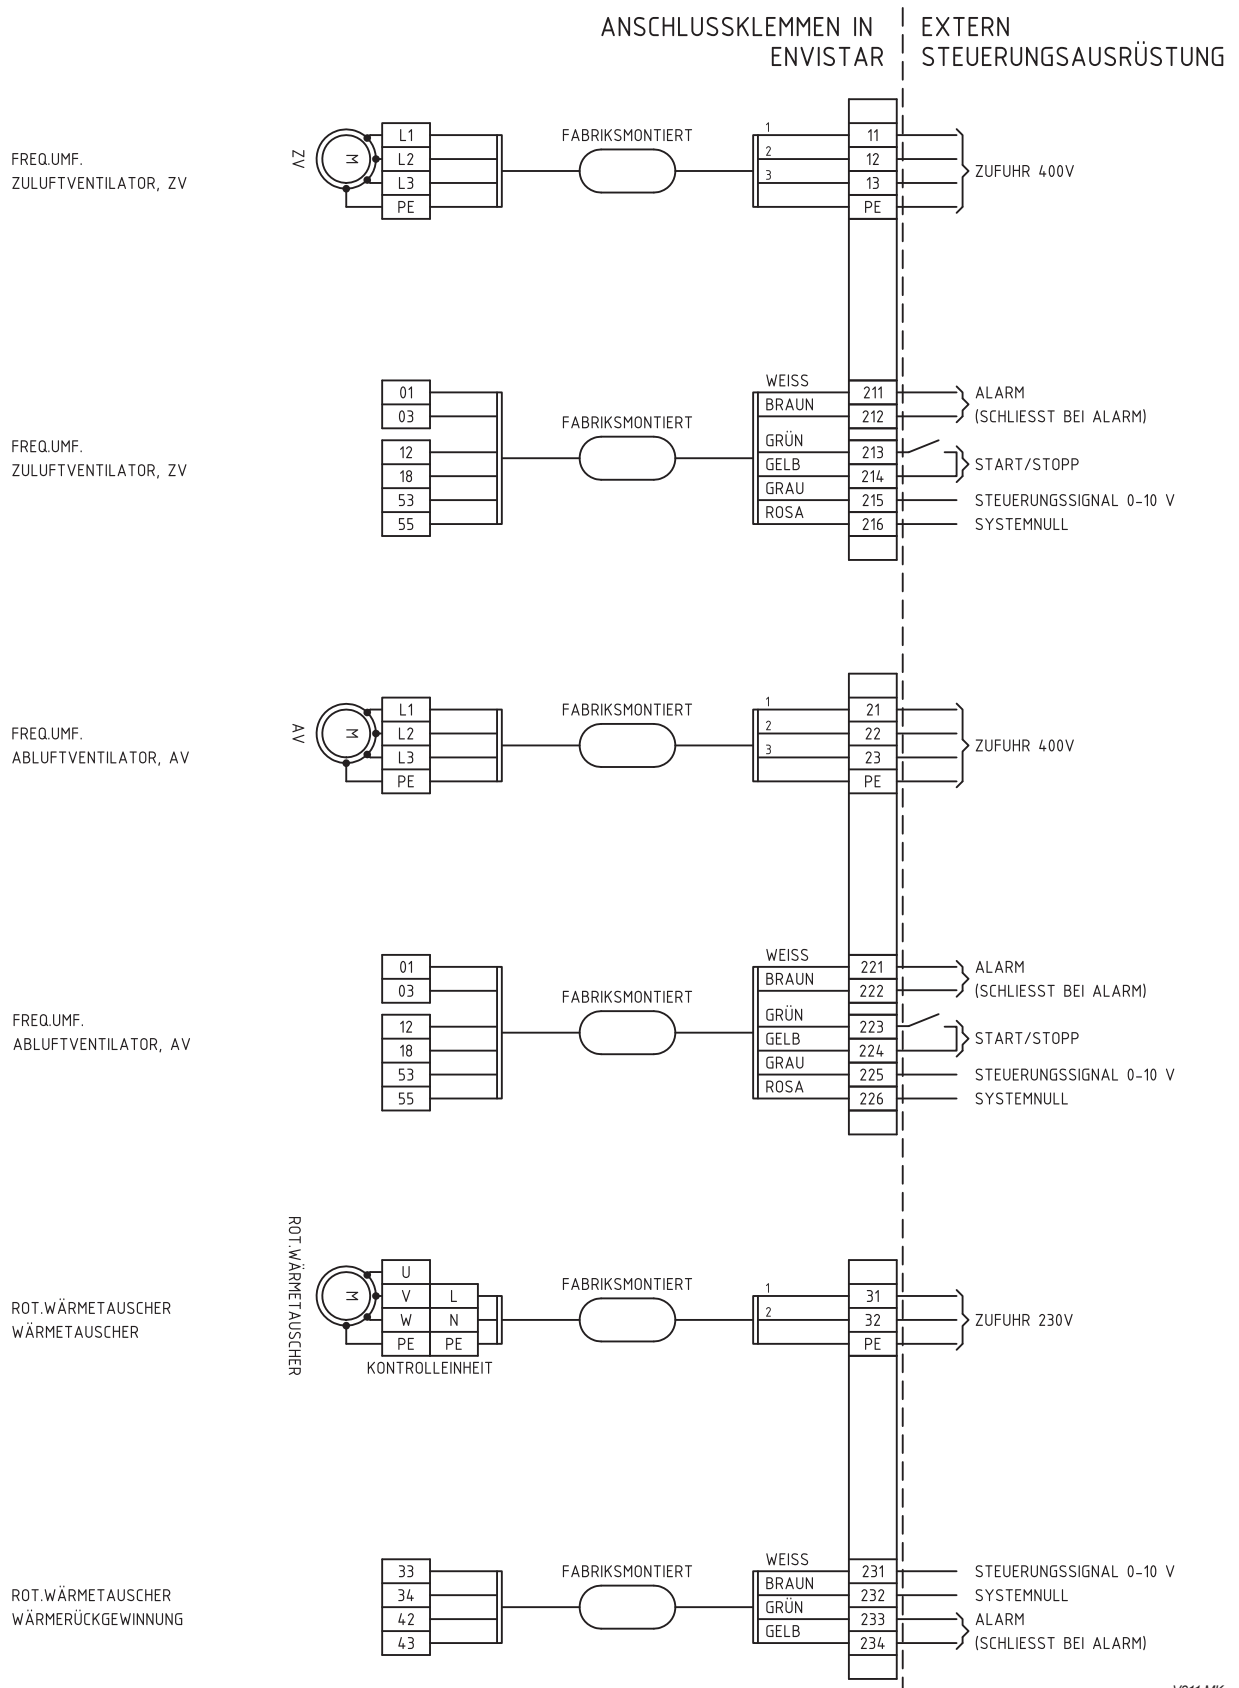 ANSCHLUSSKLEMMEN IN
ENVISTAR
EXTERN
STEUERUNGSAUSRÜSTUNG
FREQ.UMF.
ZULUFTVENTILATOR, ZV
ZV
M
L1
L2
L3
PE
FABRIKSMONTIERT
1
2
3
11
12
13
PE
ZUFUHR 400V
FREQ.UMF.
ZULUFTVENTILATOR, ZV
01
03
12
18
53
55
FABRIKSMONTIERT
WEISS
BRAUN
GRÜN
GELB
GRAU
ROSA
211
212
213
214
215
216
ALARM
(SCHLIESST BEI ALARM)
START/STOPP
STEUERUNGSSIGNAL 0-10 V
SYSTEMNULL
FREQ.UMF.
ABLUFTVENTILATOR, AV
AV
M
L1
L2
L3
PE
FABRIKSMONTIERT
1
2
3
21
22
23
PE
ZUFUHR 400V
FREQ.UMF.
ABLUFTVENTILATOR, AV
01
03
12
18
53
55
FABRIKSMONTIERT
WEISS
BRAUN
GRÜN
GELB
GRAU
ROSA
221
222
223
224
225
226
ALARM
(SCHLIESST BEI ALARM)
START/STOPP
STEUERUNGSSIGNAL 0-10 V
SYSTEMNULL
ROT.WÄRMETAUSCHER
WÄRMETAUSCHER
ROT.WÄRMETAUSCHER
M
U
V L
W N
PE PE
KONTROLLEINHEIT
FABRIKSMONTIERT
1
2
31
32
PE
ZUFUHR 230V
ROT.WÄRMETAUSCHER
WÄRMERÜCKGEWINNUNG
33
34
42
43
FABRIKSMONTIERT
WEISS
BRAUN
GRÜN
GELB
231
232
233
234
STEUERUNGSSIGNAL 0-10 V
SYSTEMNULL
ALARM
(SCHLIESST BEI ALARM)